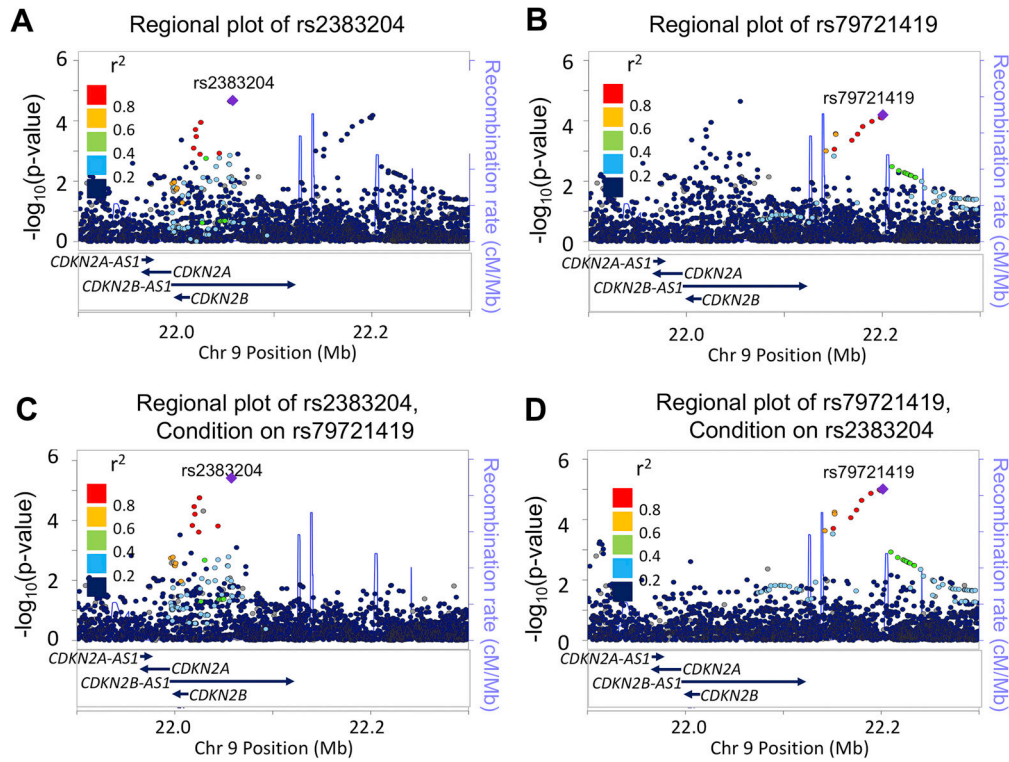 A
Regional plot of rs2383204
6
4
2
0
-log10(p-value)
r2
0.8
0.6
0.4
0.2
rs2383204
Recombination rate (cM/Mb)
CDKN2A-AS1
CDKN2A
CDKN2B-AS1
CDKN2B
22.0
22.2
Chr 9 Position (Mb)
B
Regional plot of rs79721419
6
4
2
0
-log10(p-value)
r2
0.8
0.6
0.4
0.2
rs79721419
Recombination rate (cM/Mb)
CDKN2A-AS1
CDKN2A
CDKN2B-AS1
CDKN2B
22.0
22.2
Chr 9 Position (Mb)
C
Regional plot of rs2383204,
Condition on rs79721419
6
4
2
0
-log10(p-value)
r2
0.8
0.6
0.4
0.2
rs2383204
Recombination rate (cM/Mb)
CDKN2A-AS1
CDKN2A
CDKN2B-AS1
CDKN2B
22.0
22.2
Chr 9 Position (Mb)
D
Regional plot of rs79721419,
Condition on rs2383204
6
4
2
0
-log10(p-value)
r2
0.8
0.6
0.4
0.2
rs79721419
Recombination rate (cM/Mb)
CDKN2A-AS1
CDKN2A
CDKN2B-AS1
CDKN2B
22.0
22.2
Chr 9 Position (Mb)